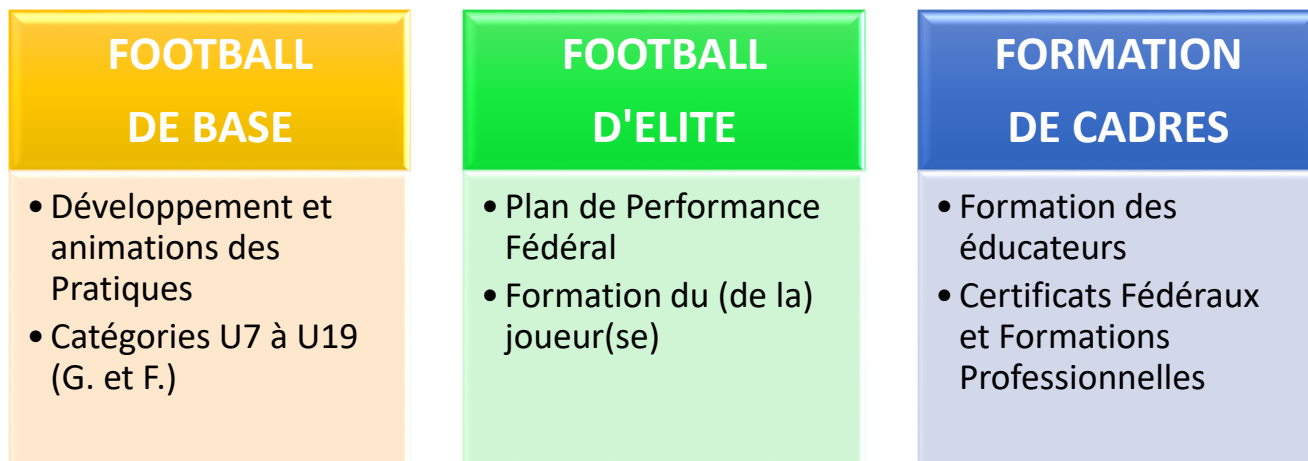 FOOTBALL
DE BASE
• Développement et
animations des
Pratiques
• Catégories U7 à U19
(G. et F.)
FOOTBALL
D'ELITE
• Plan de Performance
Fédéral
• Formation du (de la)
joueur(se)
FORMATION
DE CADRES
• Formation des
éducateurs
• Certificats Fédéraux
et Formations
Professionnelles